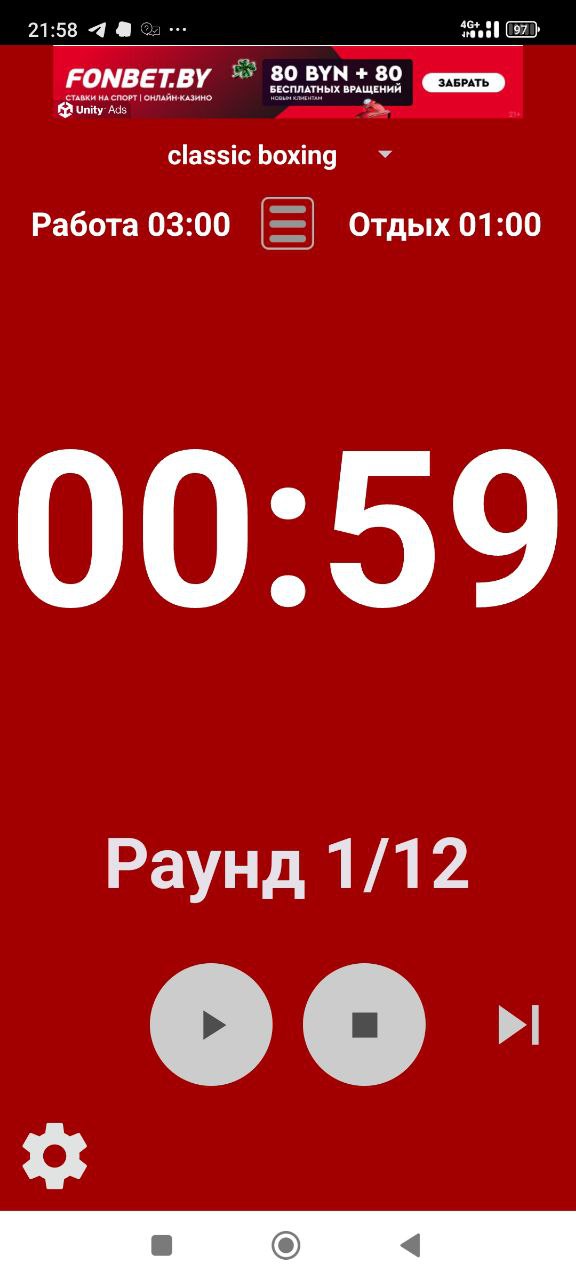 21:58
4G+
97
FONBET.BY
СТАВКИ НА СПОРТ | ОНЛАЙН-КАЗИНО
80 BYN + 80
БЕСПЛАТНЫХ ВРАЩЕНИЙ
НОВЫМ КЛИЕНТАМ
ЗАБРАТЬ
Unity Ads
21+
classic boxing
Работа 03:00
Отдых 01:00
00:59
Раунд 1/12